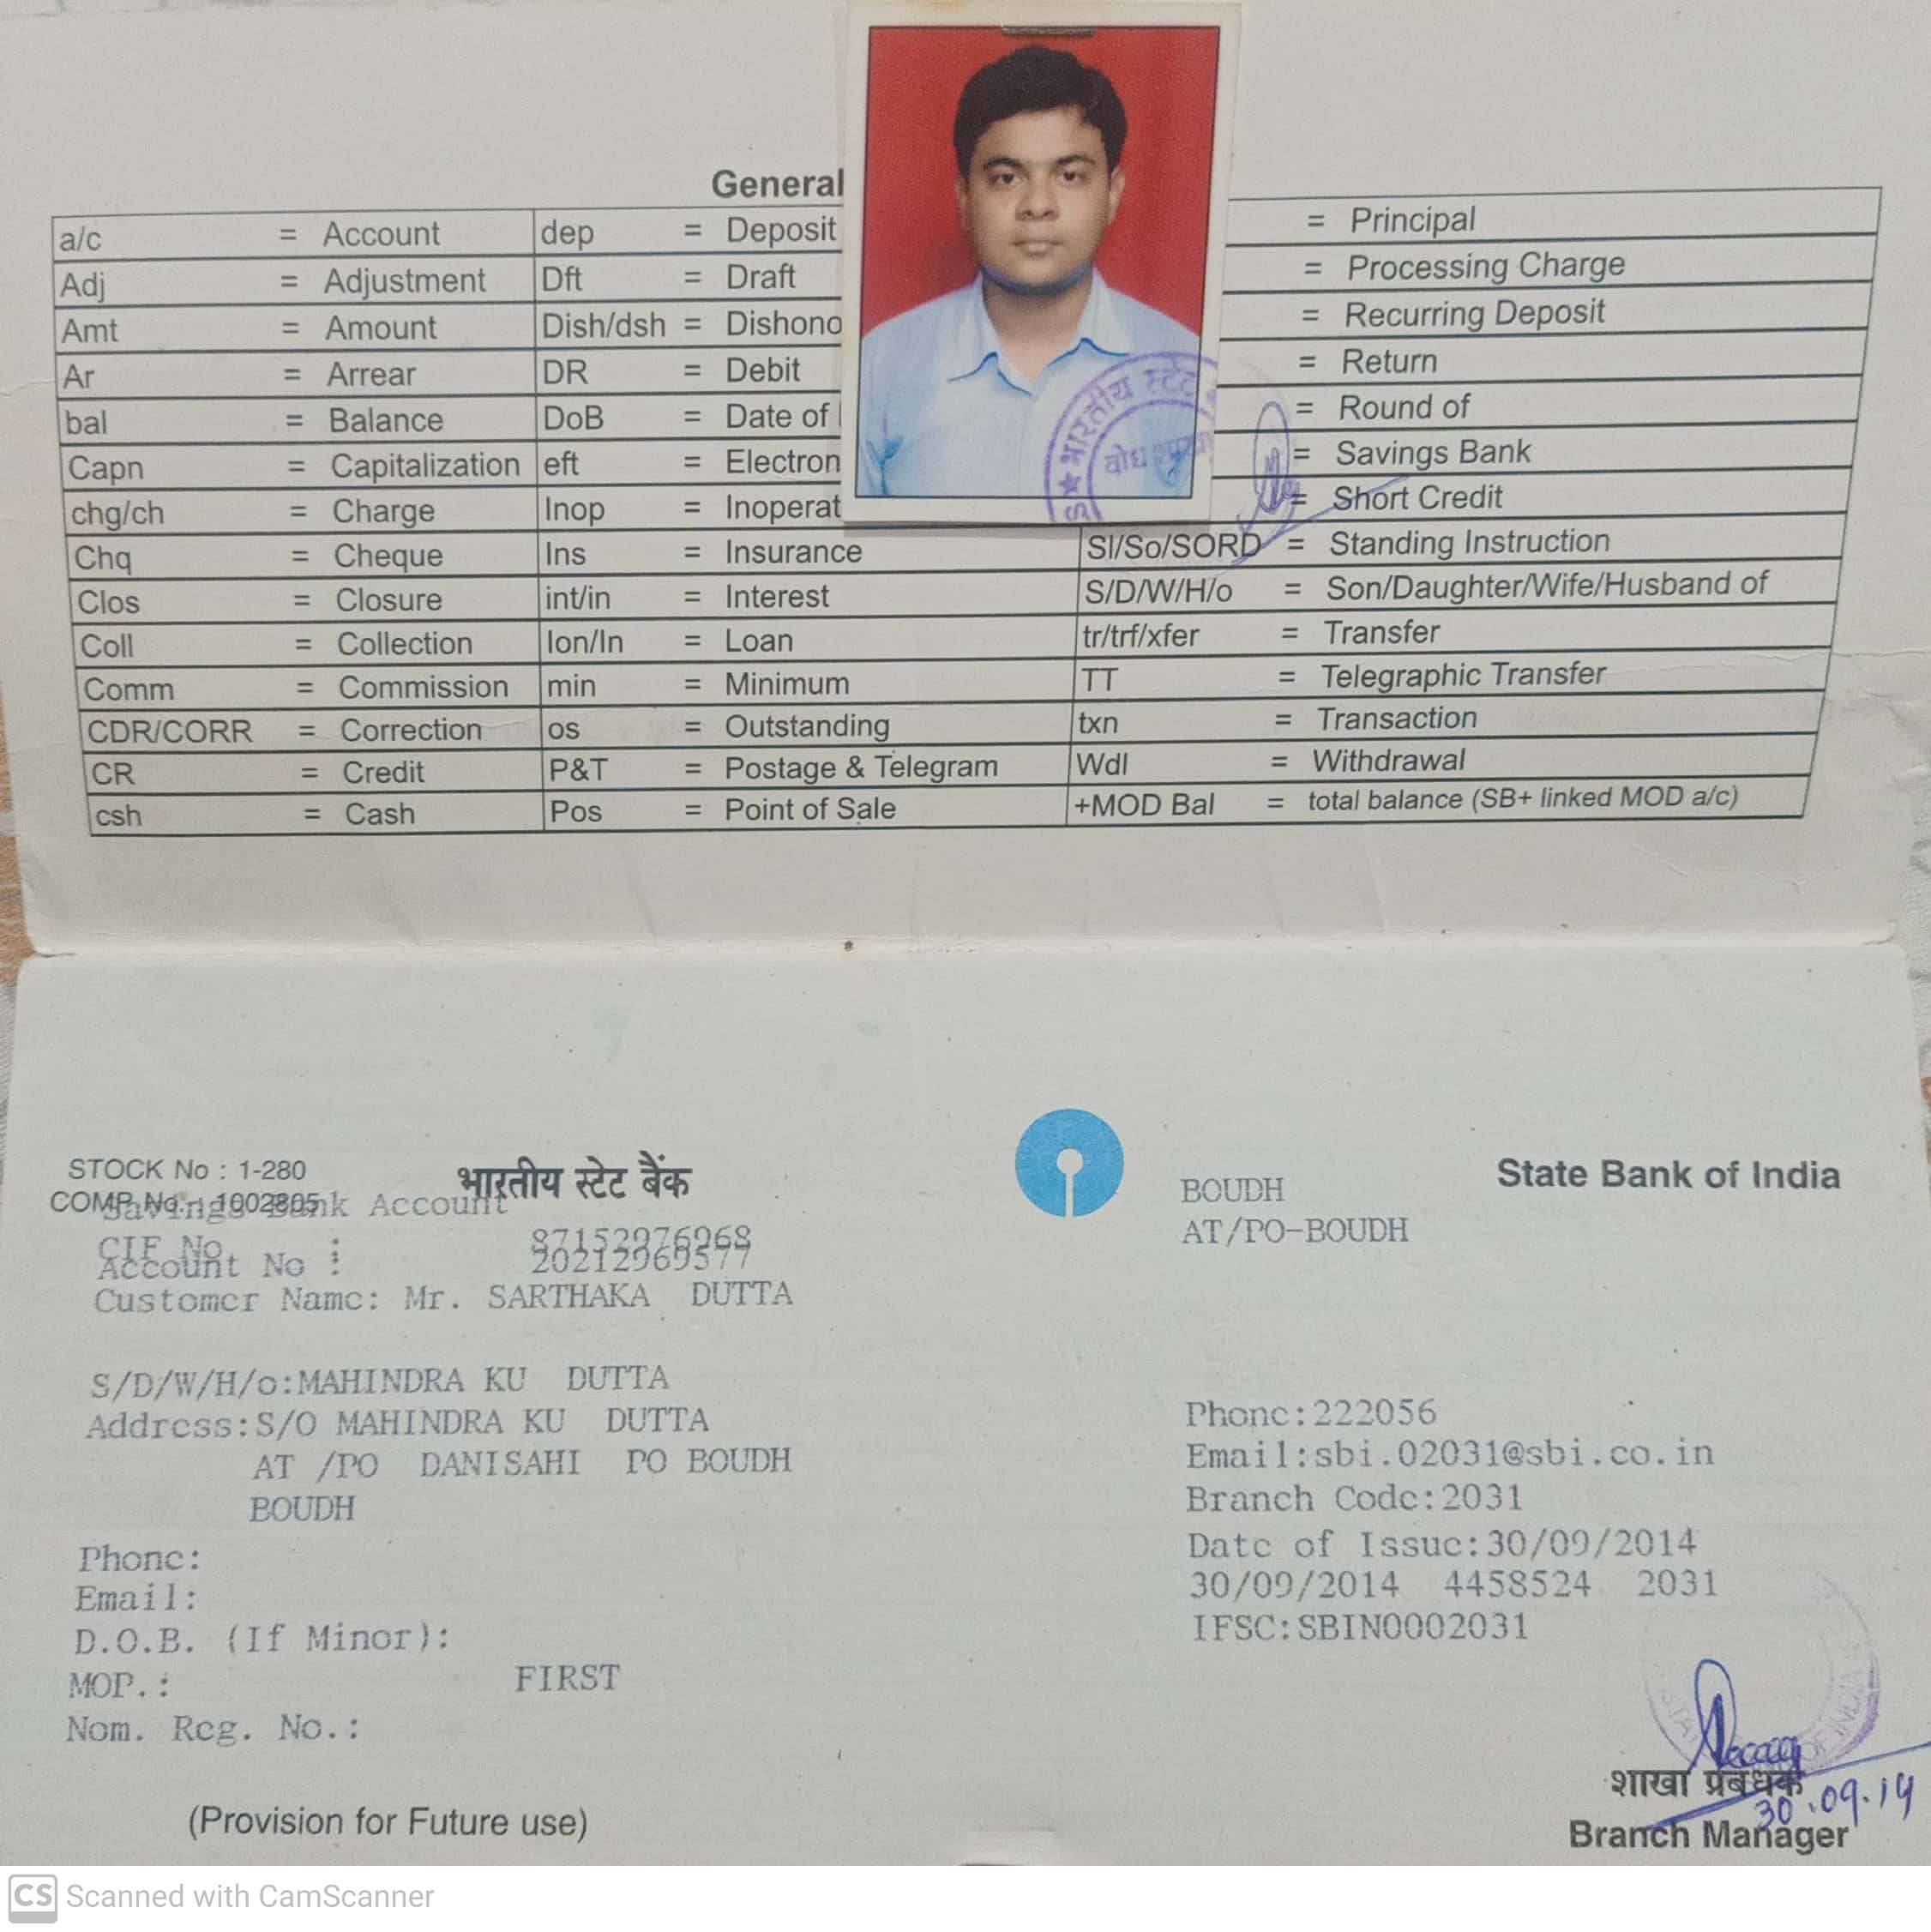 General
a/c = Account dep = Deposit = Principal
Adj = Adjustment Dft = Draft = Processing Charge
Amt = Amount Dish/dsh = Dishono = Recurring Deposit
Ar = Arrear DR = Debit = Return
bal = Balance DoB = Date of = Round of
Capn = Capitalization eft = Electron = Savings Bank
chg/ch = Charge Inop = Inoperat = Short Credit
Chq = Cheque Ins = Insurance SI/So/SORD = Standing Instruction
Clos = Closure int/in = Interest S/D/W/H/o = Son/Daughter/Wife/Husband of
Coll = Collection lon/ln = Loan tr/trf/xfer = Transfer
Comm = Commission min = Minimum TT = Telegraphic Transfer
CDR/CORR = Correction os = Outstanding txn = Transaction
CR = Credit P&T = Postage & Telegram Wdl = Withdrawal
csh = Cash Pos = Point of Sale +MOD Bal = total balance (SB+ linked MOD a/c)
भारतीय स्टेट
बोध शाखा
STOCK No : 1-280 भारतीय स्टेट बैंक BOUDH State Bank of India
COMP. No. : 1002805
Savings Bank Account
AT/PO-BOUDH
CIF No :
Account No :
Customer Name: Mr. SARTHAKA DUTTA
S/D/W/H/o:MAHINDRA KU DUTTA
Address:S/O MAHINDRA KU DUTTA
AT /PO DANISAHI PO BOUDH
BOUDH
Phone:
Email:
D.O.B. (If Minor):
MOP.: FIRST
Nom. Reg. No.:
(Provision for Future use)
Phone:222056
Email:sbi.02031@sbi.co.in
Branch Code:2031
Date of Issue:30/09/2014
30/09/2014 4458524 2031
IFSC:SBIN0002031
शाखा प्रबंधक
30.09.14
Branch Manager
CS Scanned with CamScanner